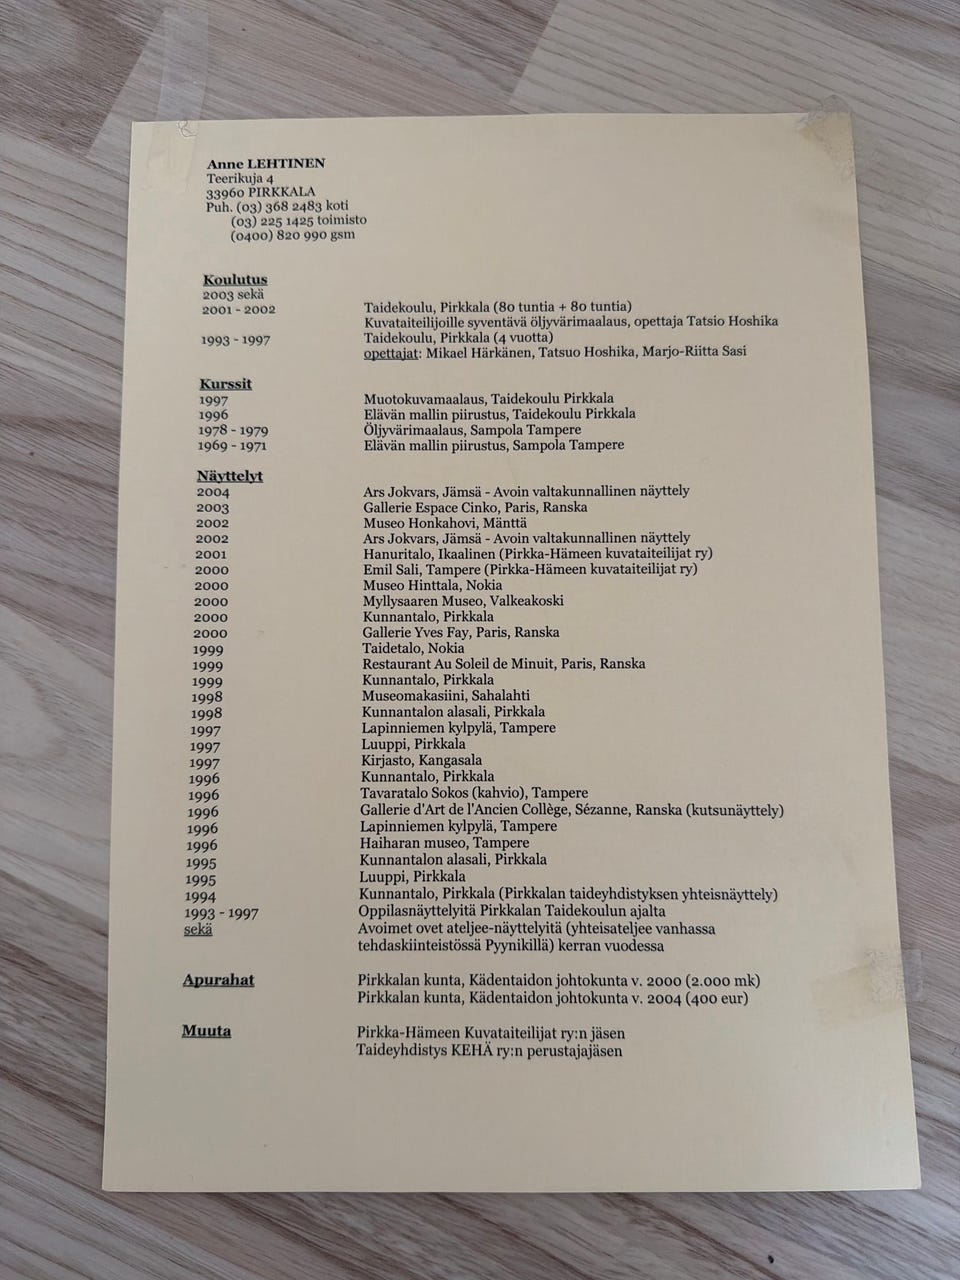 Anne LEHTINEN
Teerikuja 4
33960 PIRKKALA
Puh. (03) 368 2483 koti
(03) 225 1425 toimisto
(0400) 820 990 gsm
Koulutus
2003 sekä
2001 - 2002 Taidekoulu, Pirkkala (80 tuntia + 80 tuntia)
Kuvataiteilijoille syventävä öljyvärimaalaus, opettaja Tatsio Hoshika
1993 - 1997 Taidekoulu, Pirkkala (4 vuotta)
opettajat: Mikael Härkänen, Tatsuo Hoshika, Marjo-Riitta Sasi
Kurssit
1997 Muotokuvamaalaus, Taidekoulu Pirkkala
1996 Elävän mallin piirustus, Taidekoulu Pirkkala
1978 - 1979 Öljyvärimaalaus, Sampola Tampere
1969 - 1971 Elävän mallin piirustus, Sampola Tampere
Näyttelyt
2004 Ars Jokvars, Jämsä - Avoin valtakunnallinen näyttely
2003 Gallerie Espace Cinko, Paris, Ranska
2002 Museo Honkahovi, Mänttä
2002 Ars Jokvars, Jämsä - Avoin valtakunnallinen näyttely
2001 Hanuritalo, Ikaalinen (Pirkka-Hämeen kuvataiteilijat ry)
2000 Emil Sali, Tampere (Pirkka-Hämeen kuvataiteilijat ry)
2000 Museo Hinttala, Nokia
2000 Myllysaaren Museo, Valkeakoski
2000 Kunnantalo, Pirkkala
2000 Gallerie Yves Fay, Paris, Ranska
1999 Taidetalo, Nokia
1999 Restaurant Au Soleil de Minuit, Paris, Ranska
1999 Kunnantalo, Pirkkala
1998 Museomakasiini, Sahalahti
1998 Kunnantalon alasali, Pirkkala
1997 Lapinniemen kylpylä, Tampere
1997 Luuppi, Pirkkala
1997 Kirjasto, Kangasala
1996 Kunnantalo, Pirkkala
1996 Tavaratalo Sokos (kahvio), Tampere
1996 Gallerie d'Art de l'Ancien Collège, Sézanne, Ranska (kutsunäyttely)
1996 Lapinniemen kylpylä, Tampere
1996 Haiharan museo, Tampere
1995 Kunnantalon alasali, Pirkkala
1995 Luuppi, Pirkkala
1994 Kunnantalo, Pirkkala (Pirkkalan taideyhdistyksen yhteisnäyttely)
1993 - 1997 Oppilasnäyttelyitä Pirkkalan Taidekoulun ajalta
sekä Avoimet ovet ateljee-näyttelyitä (yhteisateljee vanhassa
tehdaskiinteistössä Pyynikillä) kerran vuodessa
Apurahat Pirkkalan kunta, Kädentaidon johtokunta v. 2000 (2.000 mk)
Pirkkalan kunta, Kädentaidon johtokunta v. 2004 (400 eur)
Muuta Pirkka-Hämeen Kuvataiteilijat ry:n jäsen
Taideyhdistys KEHÄ ry:n perustajajäsen